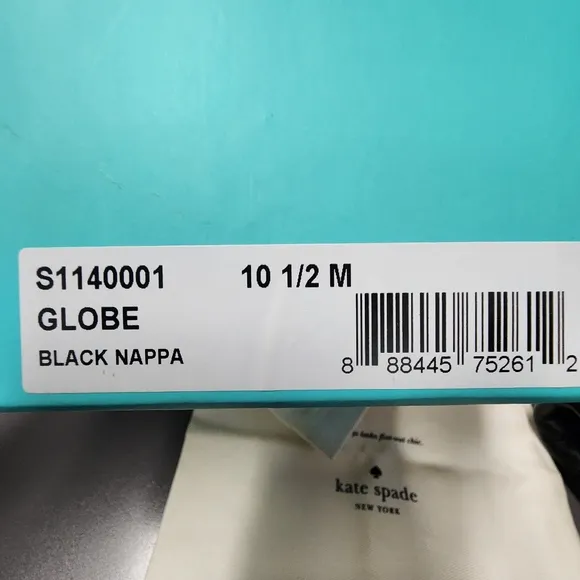 S1140001 10 1/2 M
GLOBE
BLACK NAPPA
8 88445 75261 2
kate spade
NEW YORK